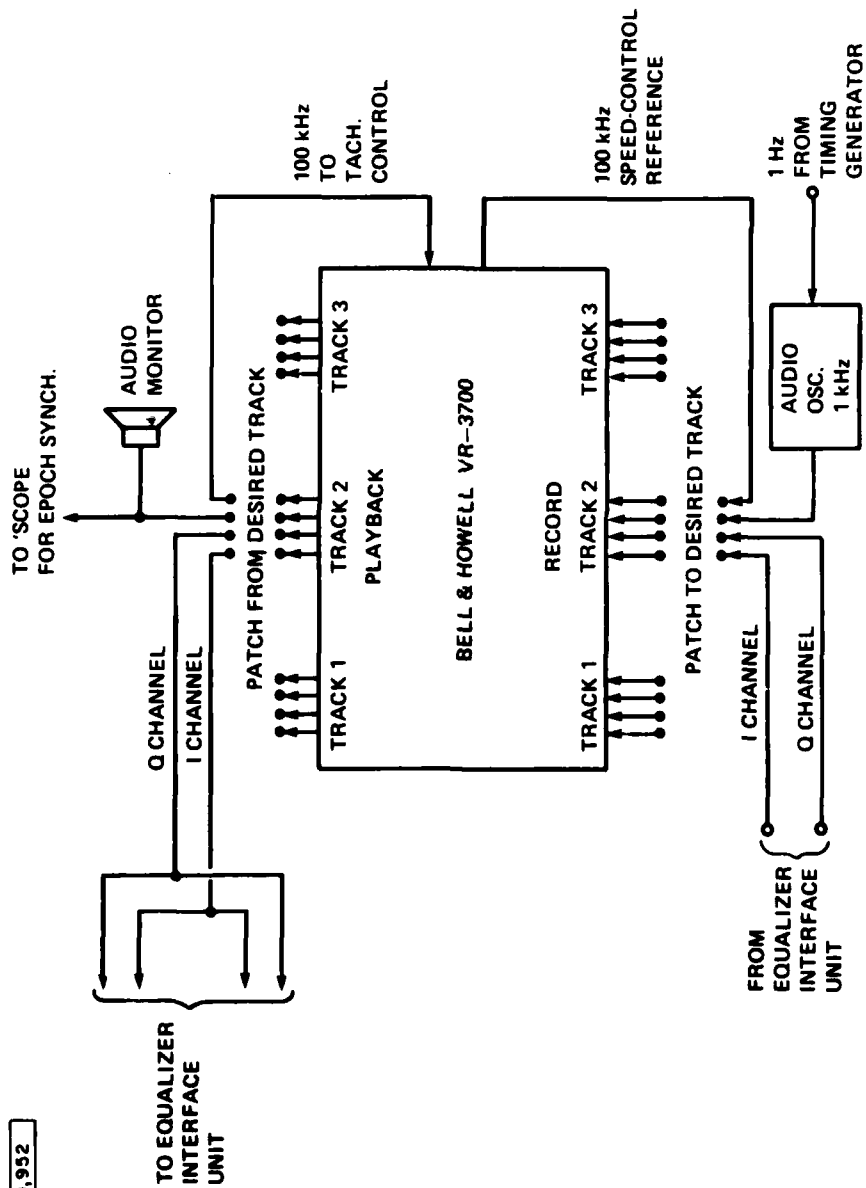 TO 'SCOPE
FOR EPOCH SYNCH.
AUDIO
MONITOR
100 kHz
TO
TACH.
CONTROL
Q CHANNEL
I CHANNEL
PATCH FROM DESIRED TRACK
TO EQUALIZER
INTERFACE
UNIT
TRACK 1
TRACK 2
TRACK 3
PLAYBACK
BELL & HOWELL VR-3700
RECORD
TRACK 1
TRACK 2
TRACK 3
100 kHz
SPEED-CONTROL
REFERENCE
PATCH TO DESIRED TRACK
I CHANNEL
Q CHANNEL
FROM
EQUALIZER
INTERFACE
UNIT
AUDIO
OSC.
1 kHz
1 Hz
FROM
TIMING
GENERATOR
,952